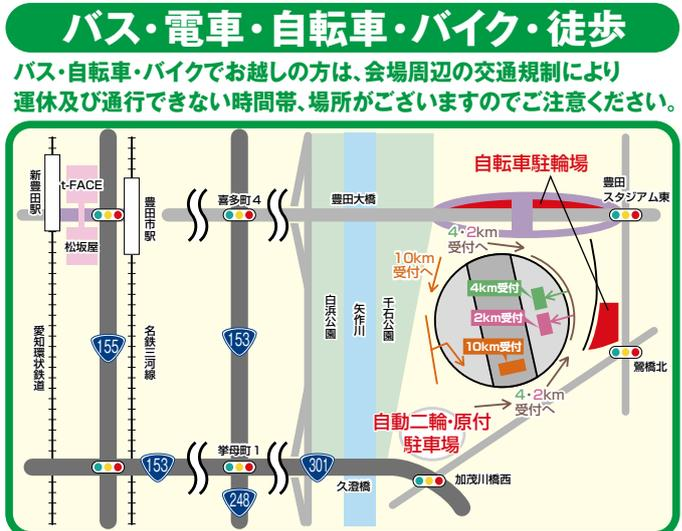 バス・電車・自転車・バイク・徒歩
バス・自転車・バイクでお越しの方は、会場周辺の交通規制により
運休及び通行できない時間帯、場所がございますのでご注意ください。
自転車駐輪場
新豊田駅
t-FACE
松坂屋
豊田市駅
喜多町4
豊田大橋
豊田
スタジアム東
4・2km
受付へ
10km
受付へ
4km受付
2km受付
10km受付
白浜公園
矢作川
千石公園
愛知環状鉄道
155
名鉄三河線
153
鴬橋北
4・2km
受付へ
自動二輪・原付
駐車場
挙母町1
153
301
248
久澄橋
加茂川橋西